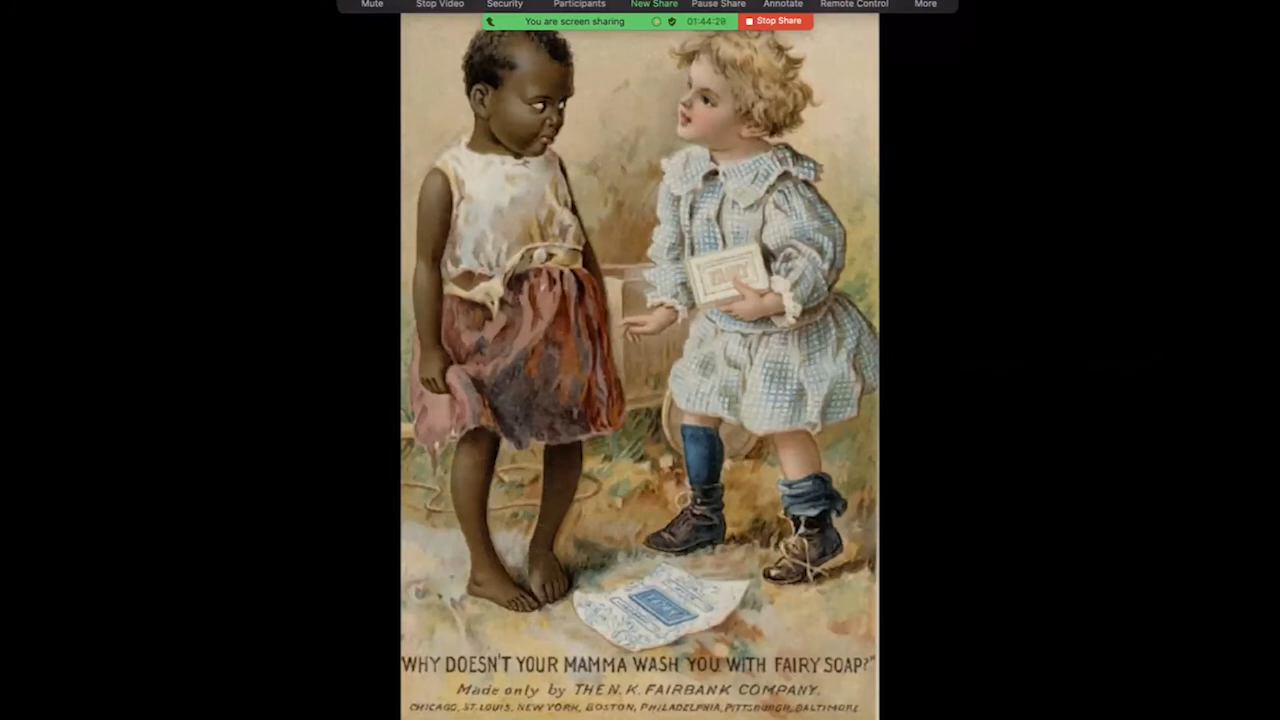 Mute Stop Video Security Participants New Share Pause Share Annotate Remote Control More
You are screen sharing 01:44:29 Stop Share
FAIRY
FAIRY
"WHY DOESN'T YOUR MAMMA WASH YOU WITH FAIRY SOAP?"
Made only by THE N. K. FAIRBANK COMPANY.
CHICAGO, ST. LOUIS, NEW YORK, BOSTON, PHILADELPHIA, PITTSBURGH, BALTIMORE